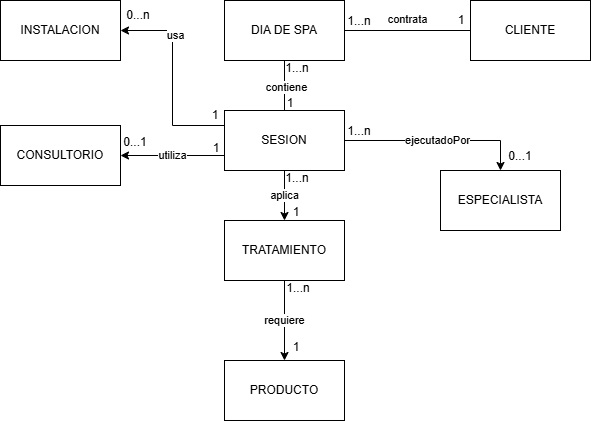 INSTALACION
0...n
usa
DIA DE SPA
1...n
contrata
1
CLIENTE
1...n
contiene
1
1
SESION
1...n
ejecutadoPor
0...1
ESPECIALISTA
CONSULTORIO
0...1
utiliza
1
1...n
aplica
1
TRATAMIENTO
1...n
requiere
1
PRODUCTO